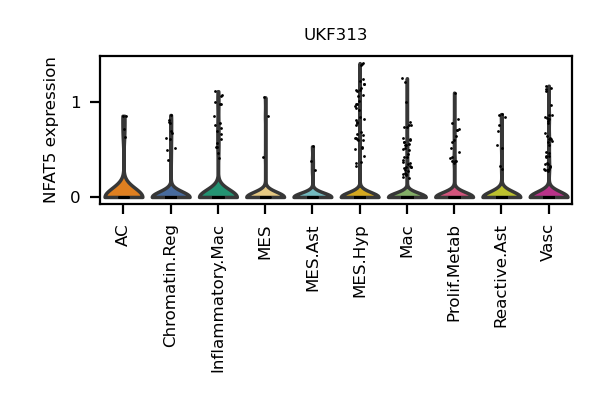 UKF313
NFAT5 expression
1
0
AC
Chromatin.Reg
Inflammatory.Mac
MES
MES.Ast
MES.Hyp
Mac
Prolif.Metab
Reactive.Ast
Vasc